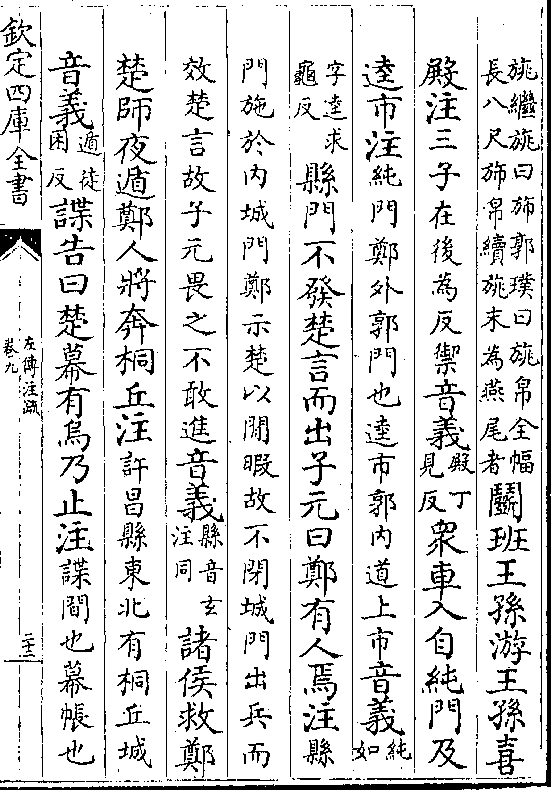 旐繼旐曰斾郭璞曰旐帛全幅
長八尺斾帛續旐末為燕尾者
鬭班王孫游王孫喜
殿注三子在後為反禦音義殿丁
見反
衆車入自純門及
逵市注純門鄭外郭門也逵市郭內道上市音義純
如
字逵求
龜反
縣門不發楚言而出子元曰鄭有人焉注縣
門施於內城門鄭示楚以閒暇故不閉城門出兵而
效楚言故子元畏之不敢進音義縣音玄
注同
諸侯救鄭
楚師夜遁鄭人將奔桐丘注許昌縣東北有桐丘城
音義遁徒
困反
諜告曰楚幕有烏乃止注諜間也幕帳也
欽定四庫全書
左傳注疏
卷九
二十三